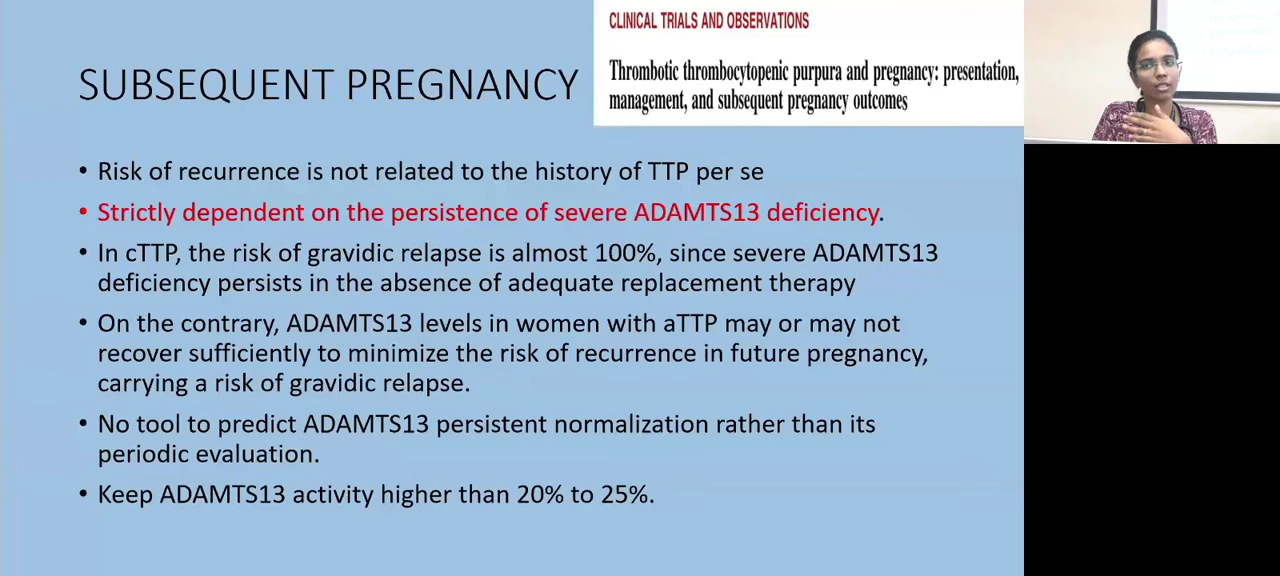 CLINICAL TRIALS AND OBSERVATIONS
Thrombotic thrombocytopenic purpura and pregnancy: presentation,
management, and subsequent pregnancy outcomes
SUBSEQUENT PREGNANCY
• Risk of recurrence is not related to the history of TTP per se
• Strictly dependent on the persistence of severe ADAMTS13 deficiency.
• In cTTP, the risk of gravidic relapse is almost 100%, since severe ADAMTS13
deficiency persists in the absence of adequate replacement therapy
• On the contrary, ADAMTS13 levels in women with aTTP may or may not
recover sufficiently to minimize the risk of recurrence in future pregnancy,
carrying a risk of gravidic relapse.
• No tool to predict ADAMTS13 persistent normalization rather than its
periodic evaluation.
• Keep ADAMTS13 activity higher than 20% to 25%.